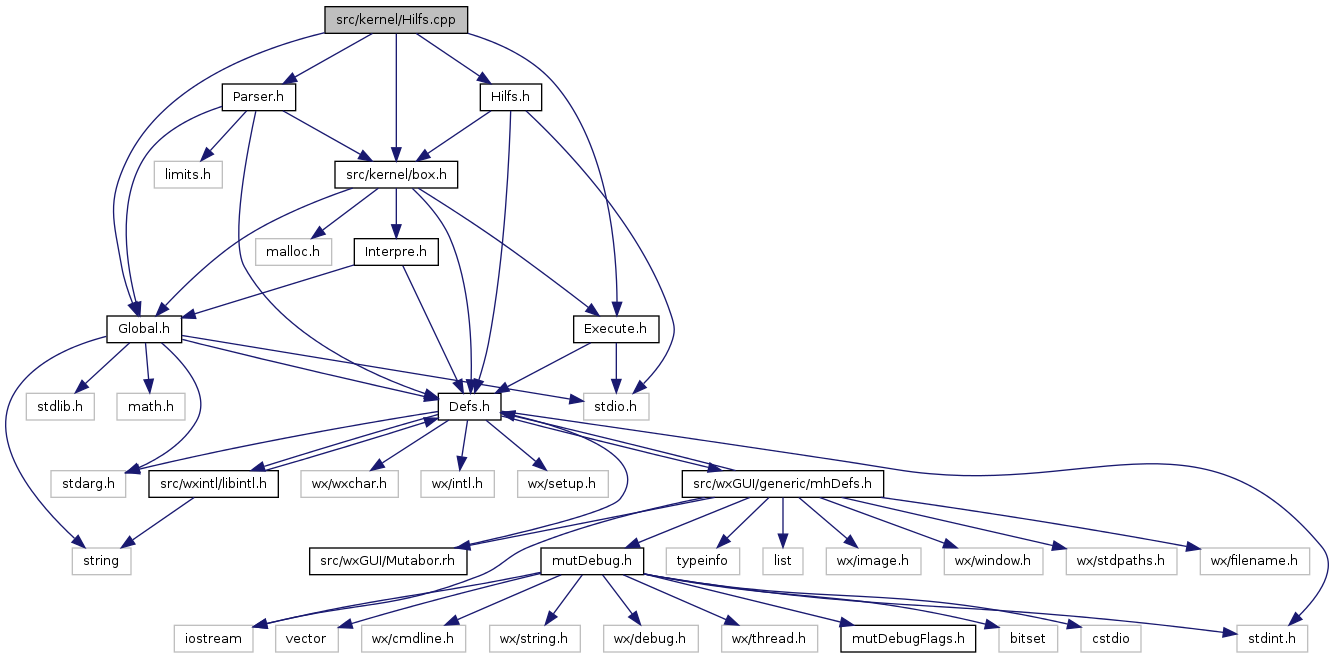 src/kernel/Hilfs.cpp
Parser.h
Hilfs.h
limits.h
src/kernel/box.h
malloc.h
Interpre.h
Global.h
Execute.h
stdlib.h
math.h
Defs.h
stdio.h
stdarg.h
src/wxintl/libintl.h
wx/wxchar.h
wx/intl.h
wx/setup.h
src/wxGUI/generic/mhDefs.h
string
src/wxGUI/Mutabor.rh
mutDebug.h
typeinfo
list
wx/image.h
wx/window.h
wx/stdpaths.h
wx/filename.h
iostream
vector
wx/cmdline.h
wx/string.h
wx/debug.h
wx/thread.h
mutDebugFlags.h
bitset
cstdio
stdint.h